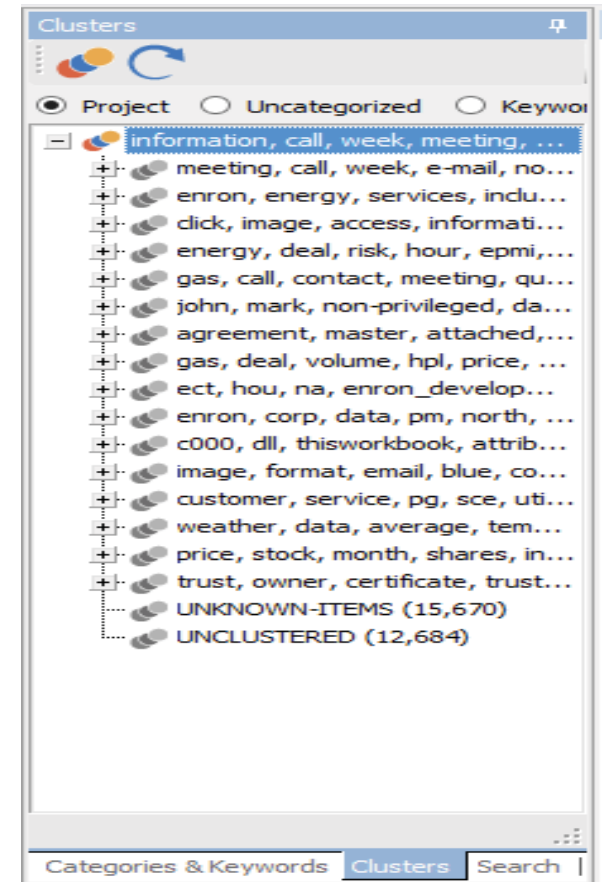 Clusters
Project Uncategorized Keywor
information, call, week, meeting, ...
meeting, call, week, e-mail, no...
enron, energy, services, inclu...
click, image, access, informati...
energy, deal, risk, hour, epmi,...
gas, call, contact, meeting, qu...
john, mark, non-privileged, da...
agreement, master, attached,...
gas, deal, volume, hpl, price, ...
ect, hou, na, enron_develop...
enron, corp, data, pm, north, ...
c000, dll, thisworkbook, attrib...
image, format, email, blue, co...
customer, service, pg, sce, uti...
weather, data, average, tem...
price, stock, month, shares, in...
trust, owner, certificate, trust...
UNKNOWN-ITEMS (15,670)
UNCLUSTERED (12,684)
Categories & Keywords Clusters Search